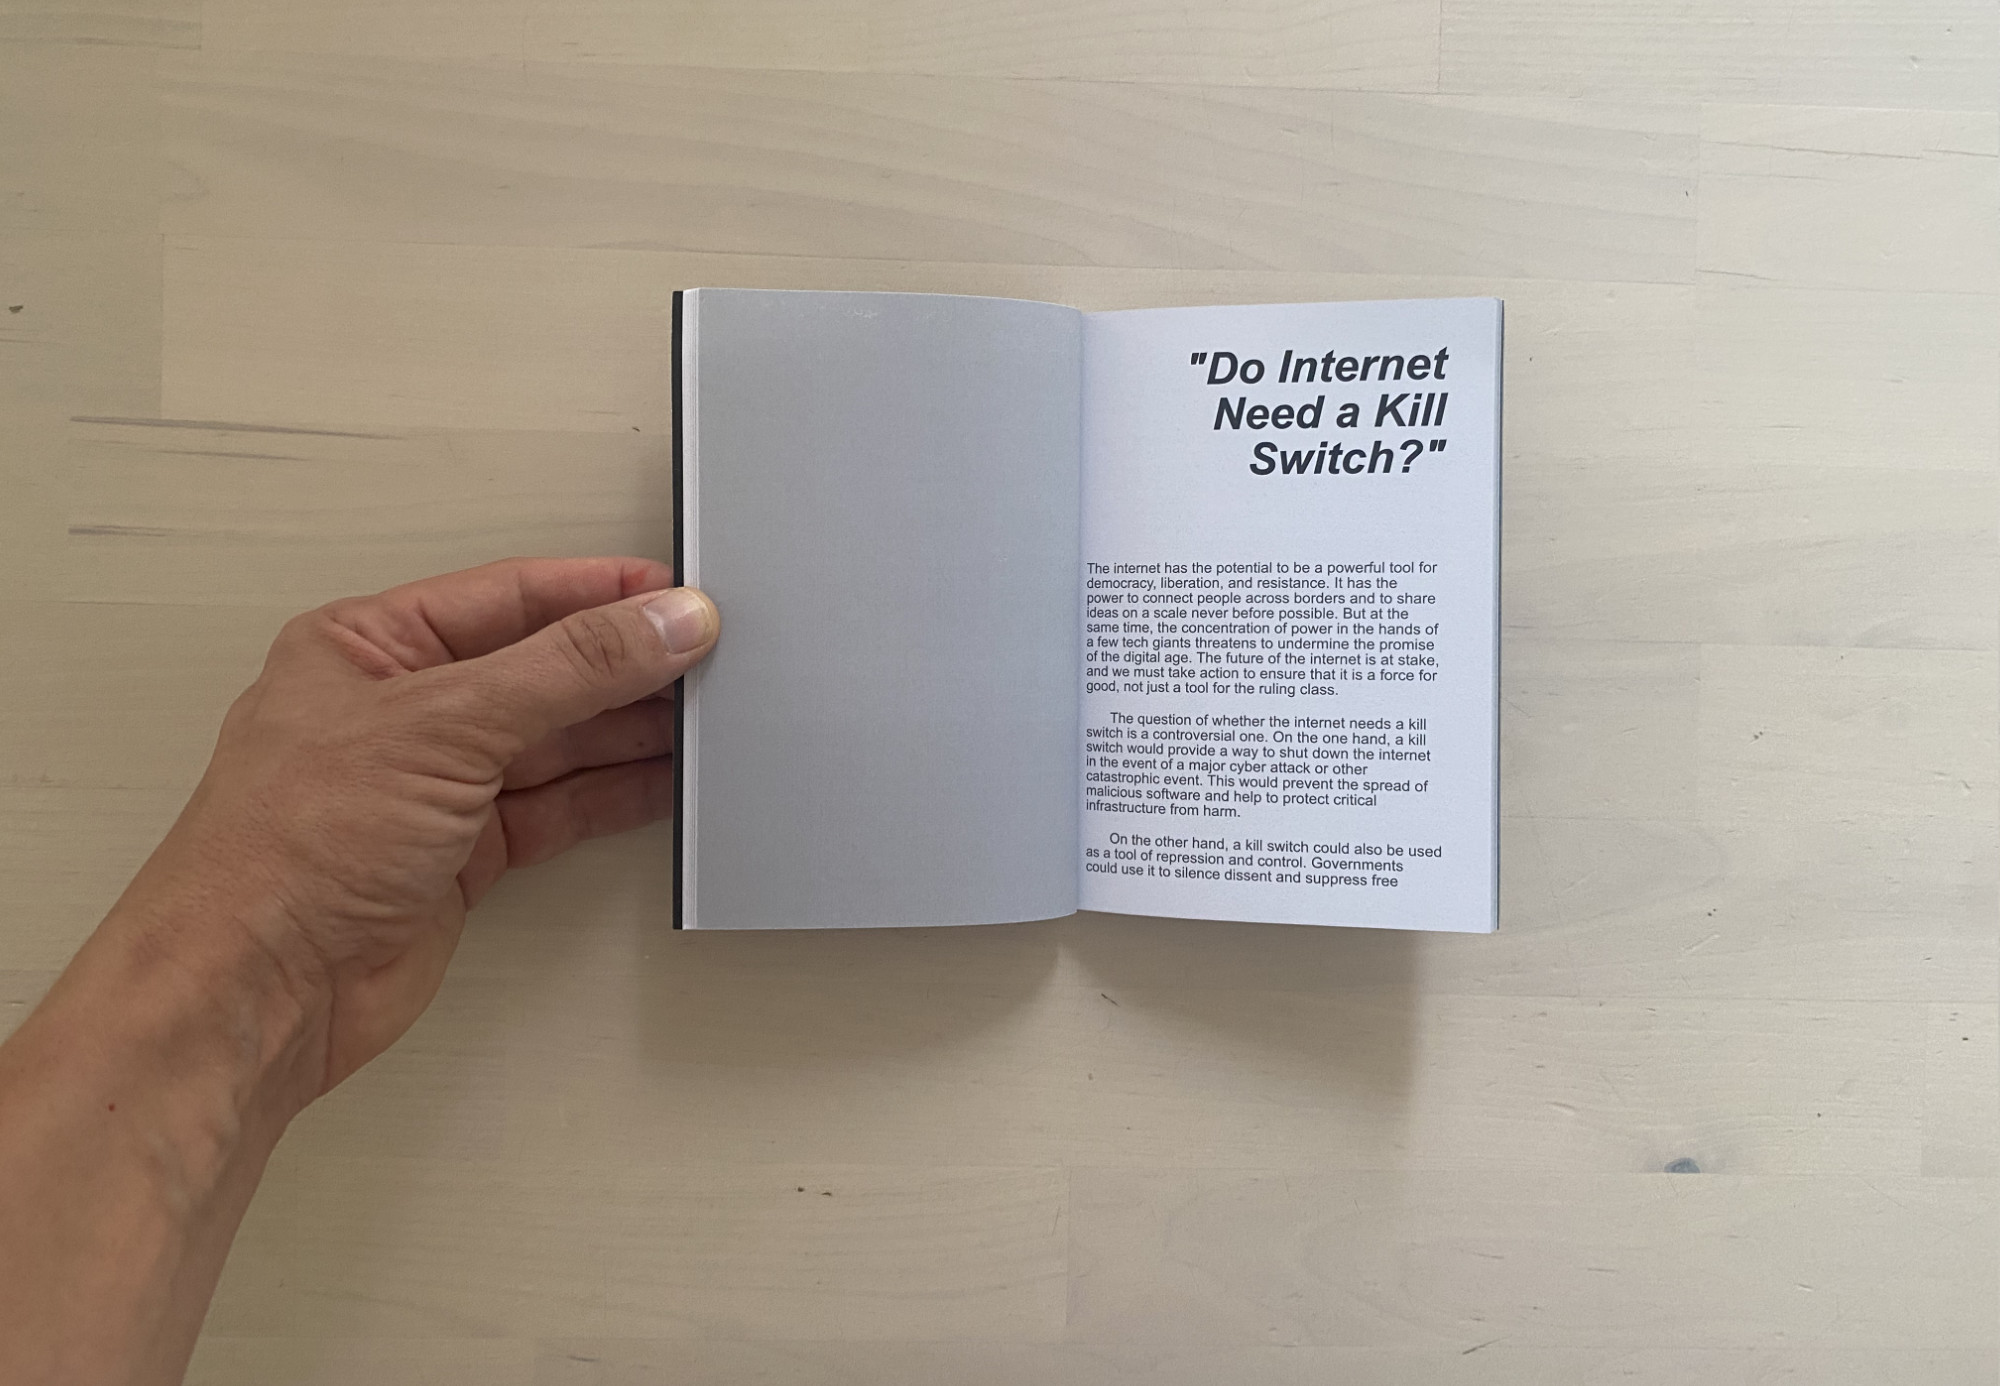 "Do Internet
Need a Kill
Switch?"
The internet has the potential to be a powerful tool for
democracy, liberation, and resistance. It has the
power to connect people across borders and to share
ideas on a scale never before possible. But at the
same time, the concentration of power in the hands of
a few tech giants threatens to undermine the promise
of the digital age. The future of the internet is at stake,
and we must take action to ensure that it is a force for
good, not just a tool for the ruling class.
The question of whether the internet needs a kill
switch is a controversial one. On the one hand, a kill
switch would provide a way to shut down the internet
in the event of a major cyber attack or other
catastrophic event. This would prevent the spread of
malicious software and help to protect critical
infrastructure from harm.
On the other hand, a kill switch could also be used
as a tool of repression and control. Governments
could use it to silence dissent and suppress free